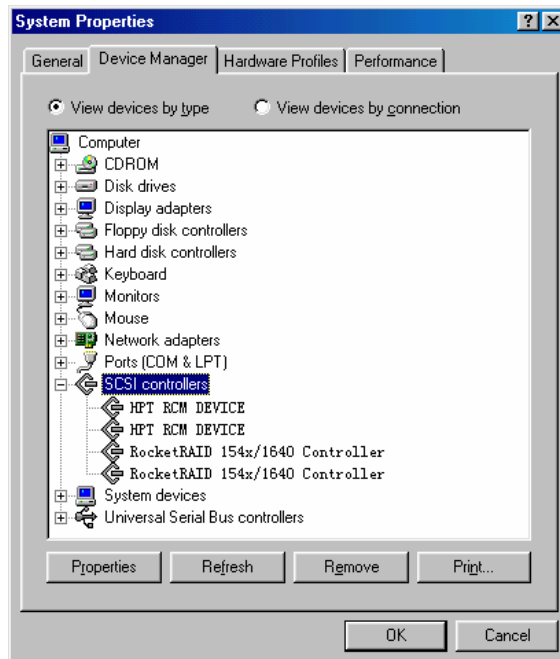 System Properties
General Device Manager Hardware Profiles Performance
View devices by type View devices by connection
Computer
CDROM
Disk drives
Display adapters
Floppy disk controllers
Hard disk controllers
Keyboard
Monitors
Mouse
Network adapters
Ports (COM & LPT)
SCSI controllers
HPT RCM DEVICE
HPT RCM DEVICE
RocketRAID 154x/1640 Controller
RocketRAID 154x/1640 Controller
System devices
Universal Serial Bus controllers
Properties Refresh Remove Print...
OK Cancel